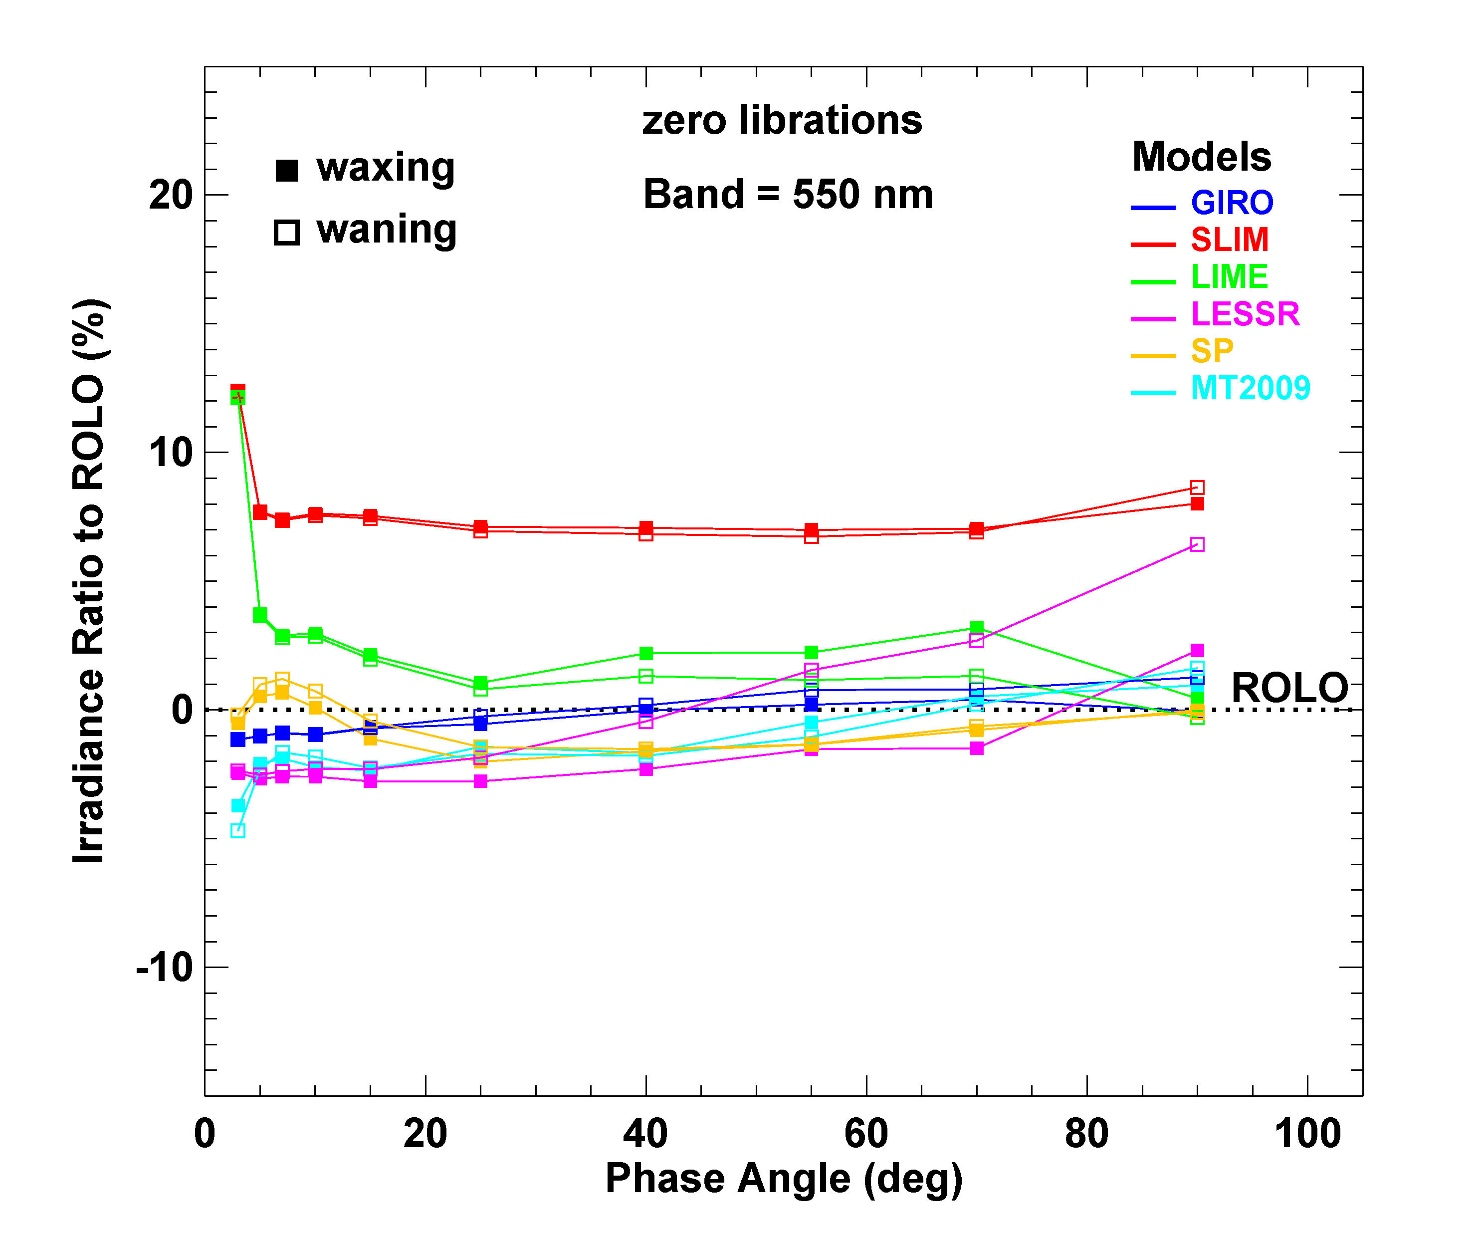 zero librations
Band = 550 nm
waxing
waning
Models
GIRO
SLIM
LIME
LESSR
SP
MT2009
ROLO
Irradiance Ratio to ROLO (%)
20
10
0
-10
0 20 40 60 80 100
Phase Angle (deg)